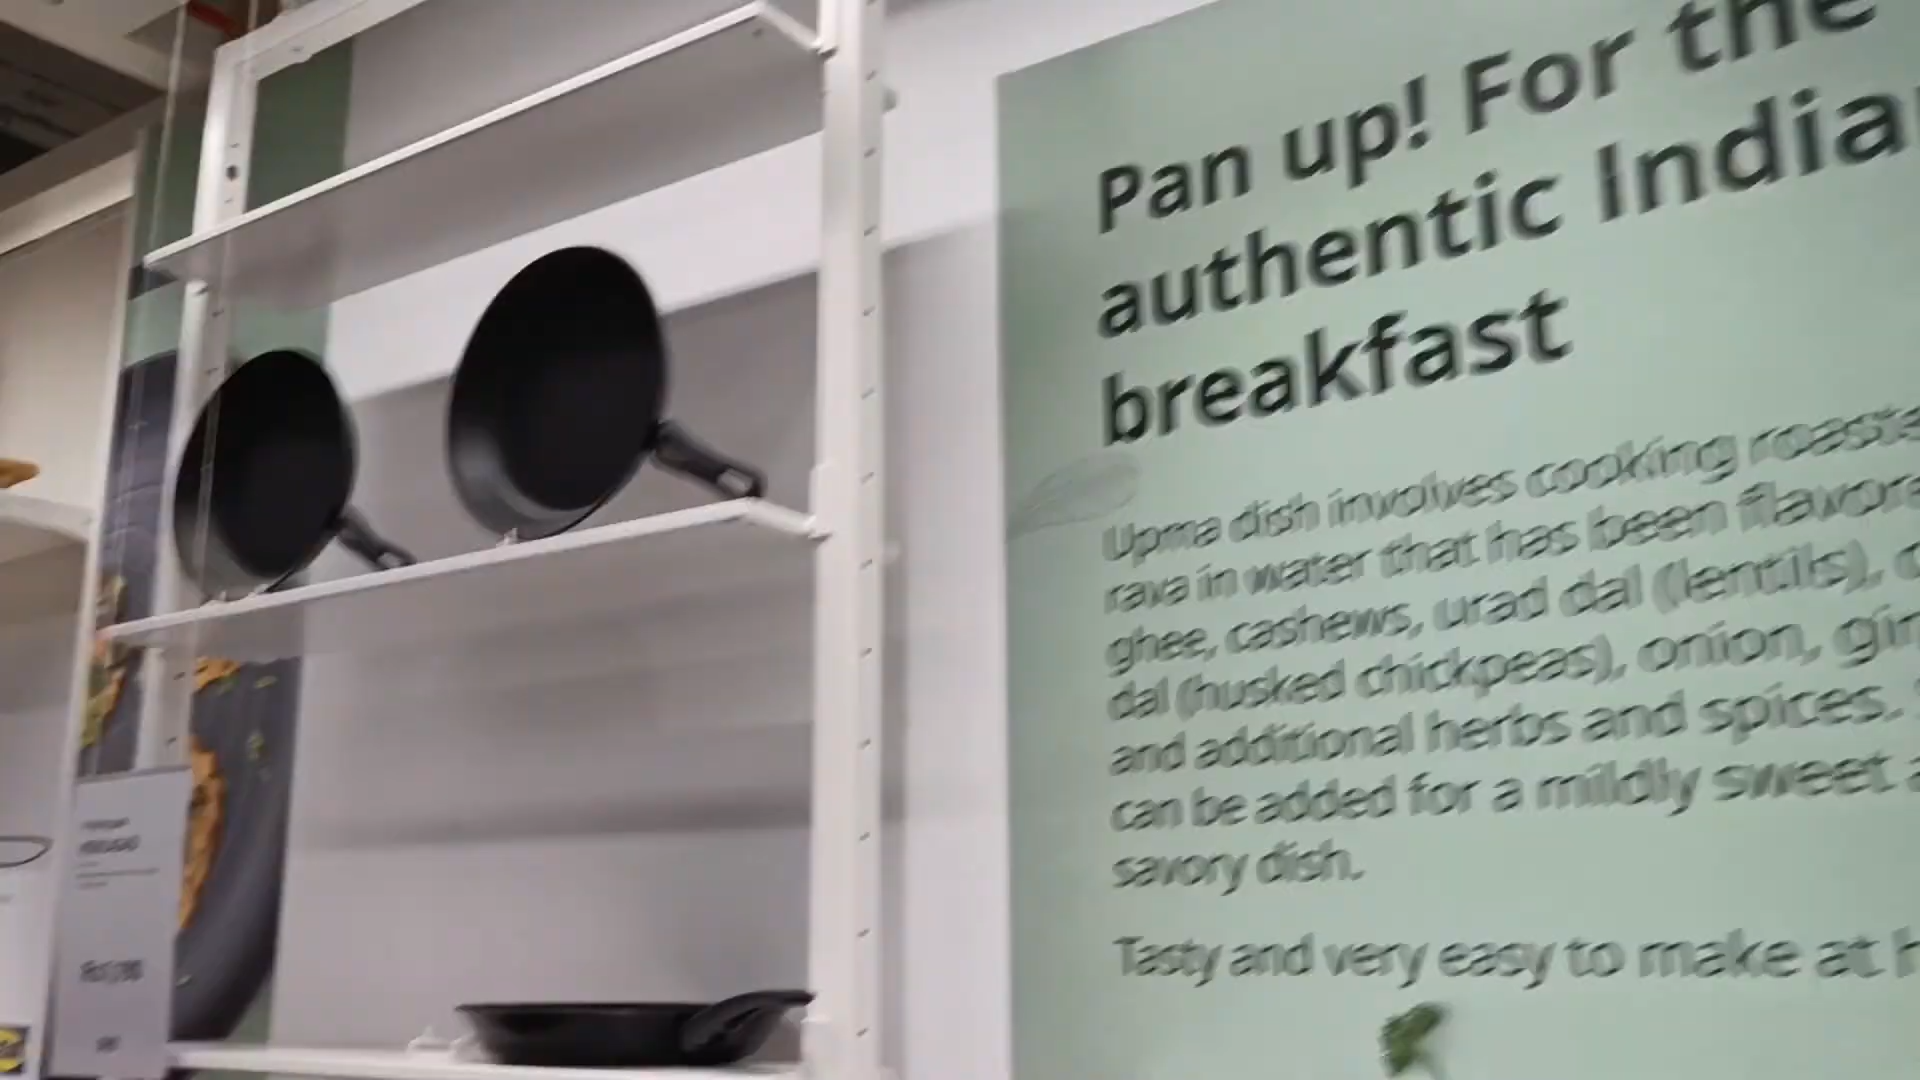 Pan up! For the
authentic India
breakfast
Upma dish involves cooking roaste
rava in water that has been flavore
ghee, cashews, urad dal (lentils), c
dal (husked chickpeas), onion, gin
and additional herbs and spices.
can be added for a mildly sweet a
savory dish.
Tasty and very easy to make at h